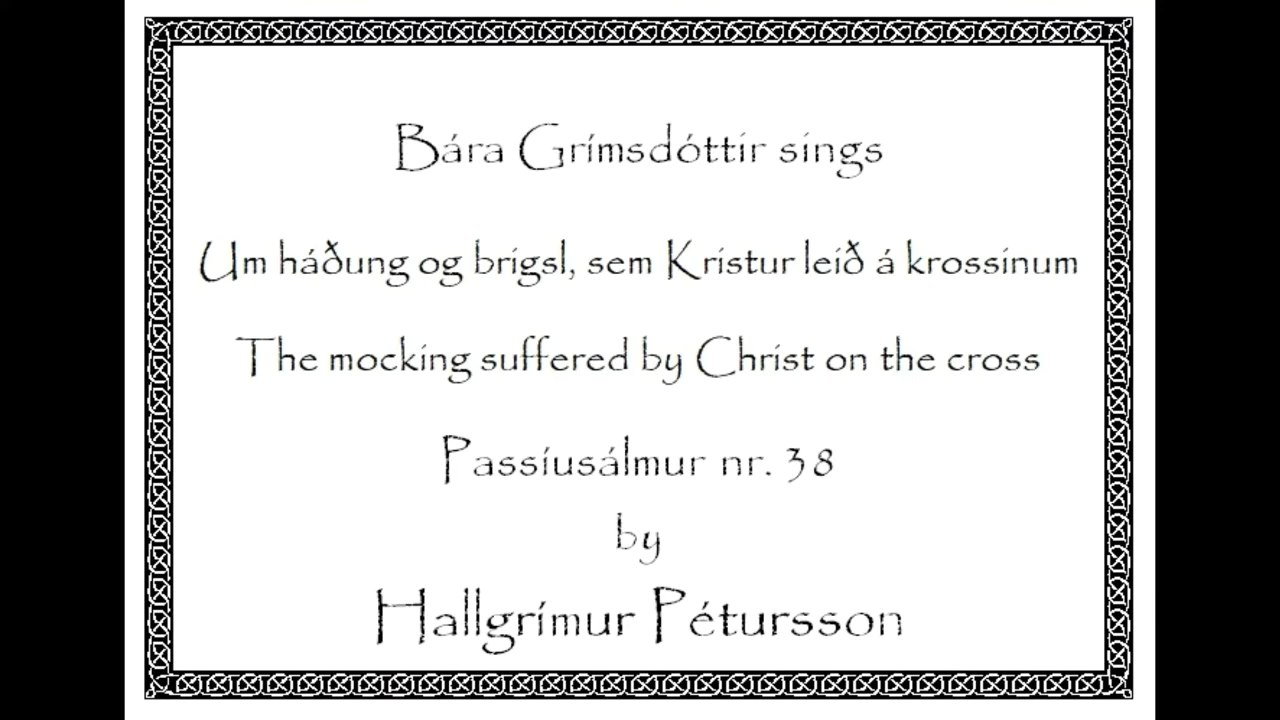 Bára Grímsdóttir sings
Um háðung og brigsl, sem Kristur leið á krossinum
The mocking suffered by Christ on the cross
Passíusálmur nr. 38
by
Hallgrímur Pétursson